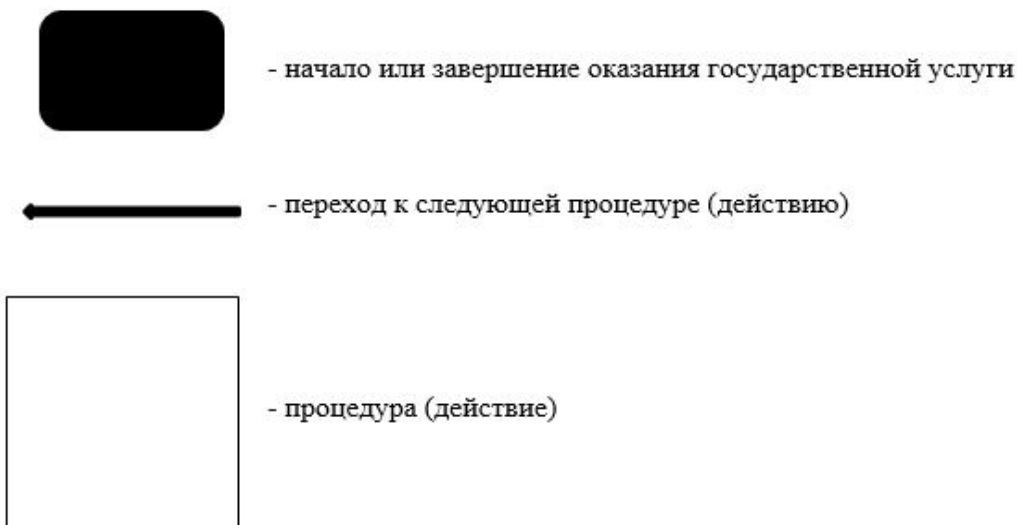 - начало или завершение оказания государственной услуги
- переход к следующей процедуре (действию)
- процедура (действие)